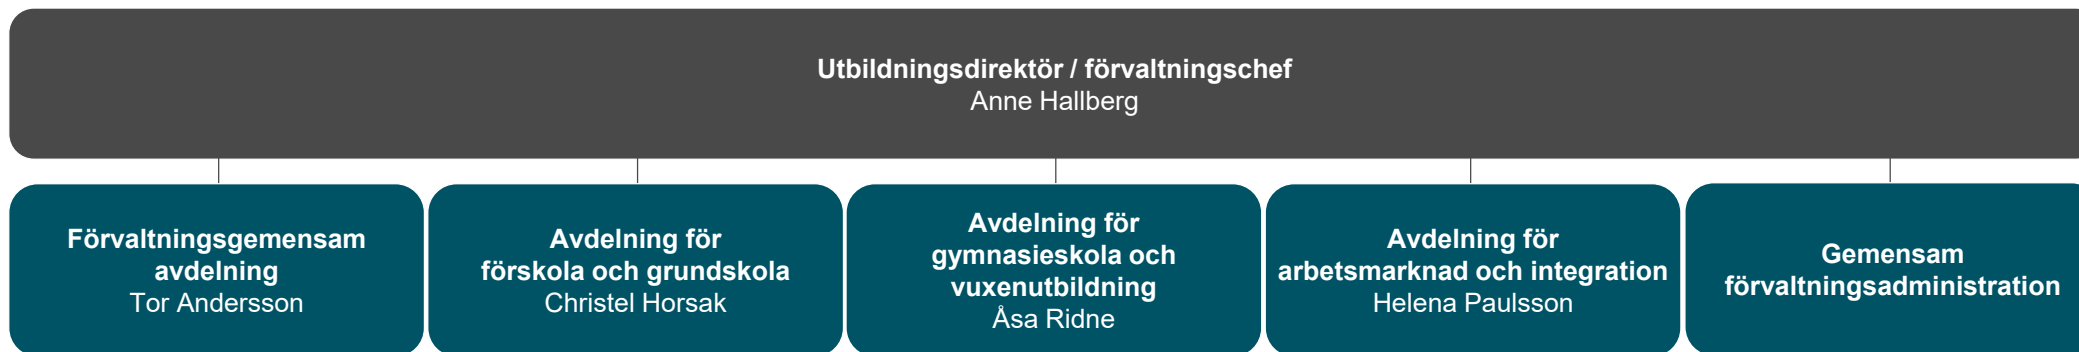 Utbildningsdirektör / förvaltningschef
Anne Hallberg
Förvaltningsgemensam
avdelning
Tor Andersson
Avdelning för
förskola och grundskola
Christel Horsak
Avdelning för
gymnasieskola och
vuxenutbildning
Åsa Ridne
Avdelning för
arbetsmarknad och integration
Helena Paulsson
Gemensam
förvaltningsadministration